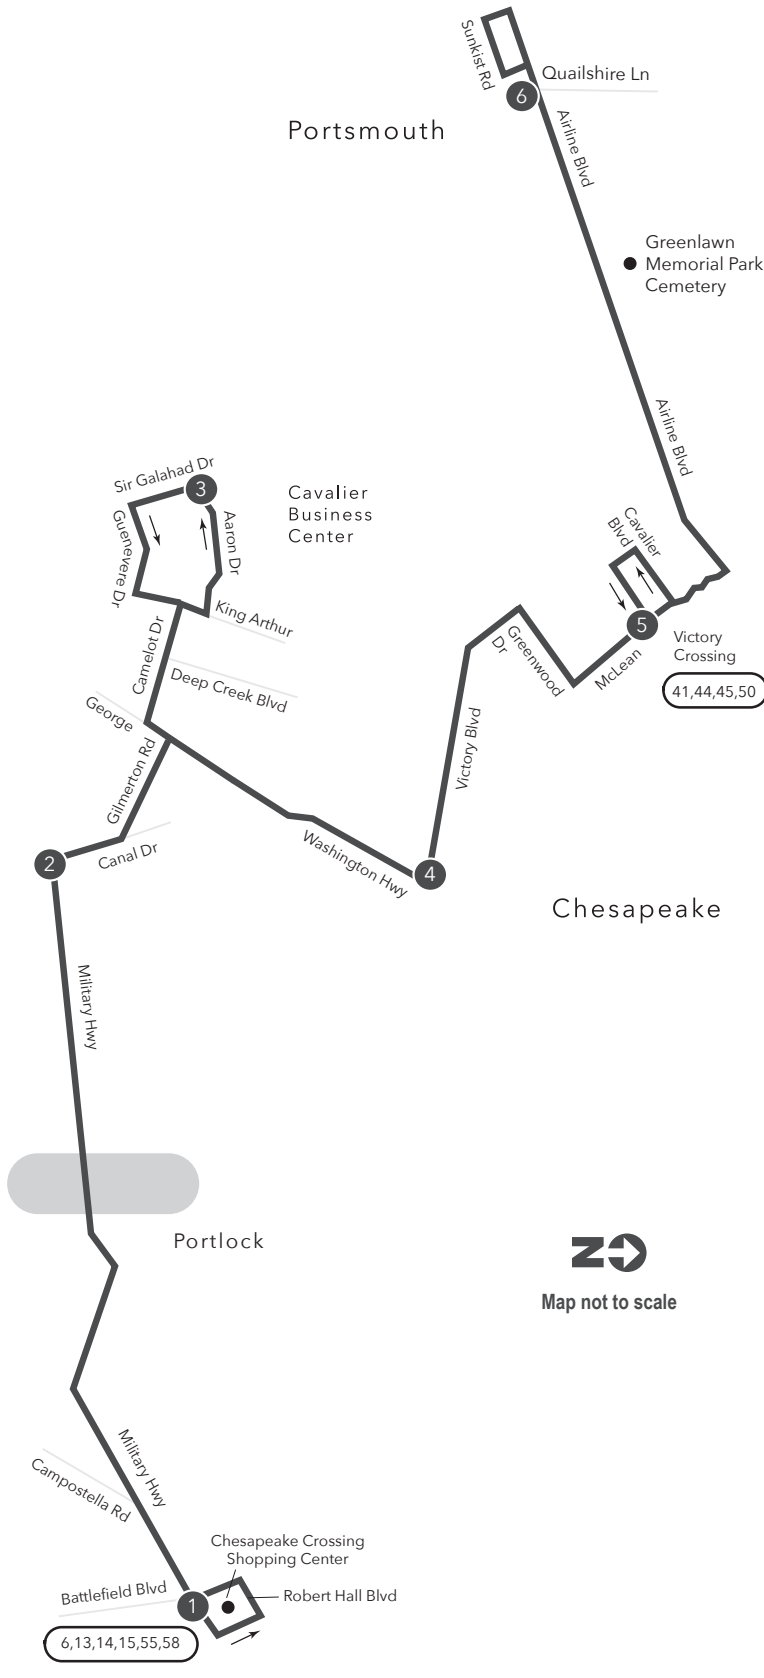 Sunkist Rd
Quailshire Ln
6
Airline Blvd
Portsmouth
Greenlawn
Memorial Park
Cemetery
Airline Blvd
Sir Galahad Dr
3
Cavalier
Business
Center
Guenevere Dr
Aaron Dr
Cavalier
Blvd
King Arthur
Camelot Dr
5
Victory
Crossing
Greenwood
Dr
McLean
41,44,45,50
Deep Creek Blvd
George
Gilmerton Rd
Victory Blvd
2
Canal Dr
Washington Hwy
4
Chesapeake
Military Hwy
Portlock
N
Map not to scale
Military Hwy
Campostella Rd
Chesapeake Crossing
Shopping Center
Battlefield Blvd
1
Robert Hall Blvd
6,13,14,15,55,58